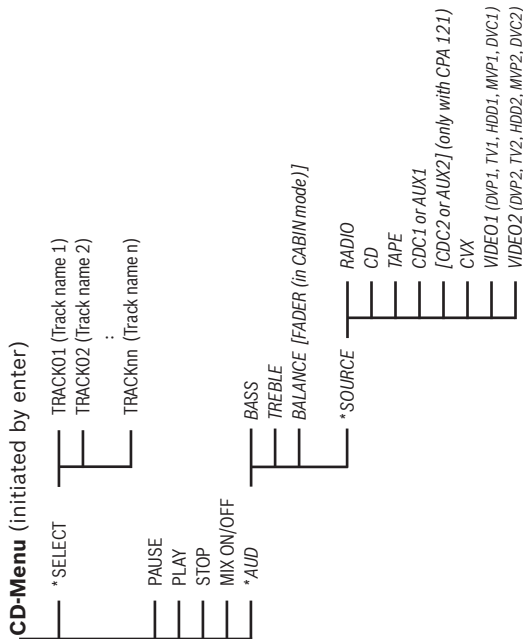 CD-Menu (initiated by enter)
*SELECT
TRACK01 (Track name 1)
TRACK02 (Track name 2)
:
TRACKnn (Track name n)
PAUSE
PLAY
STOP
MIX ON/OFF
*AUD
BASS
TREBLE
BALANCE [FADER (in CABIN mode)]
*SOURCE
RADIO
CD
TAPE
CDC1 or AUX1
[CDC2 or AUX2] (only with CPA 121)
CVX
VIDEO1 (DVP1, TV1, HDD1, MVP1, DVC1)
VIDEO2 (DVP2, TV2, HDD2, MVP2, DVC2)